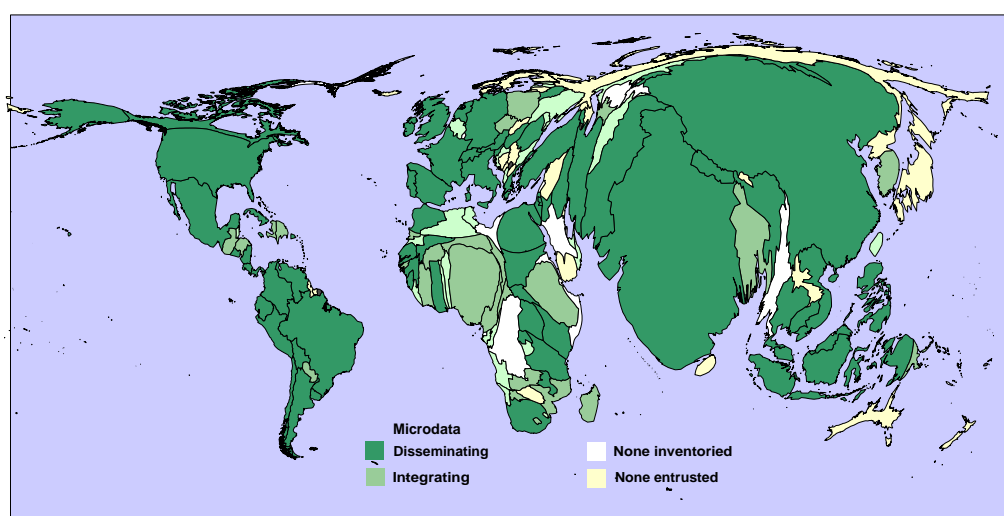 Microdata
Disseminating
None inventoried
Integrating
None entrusted